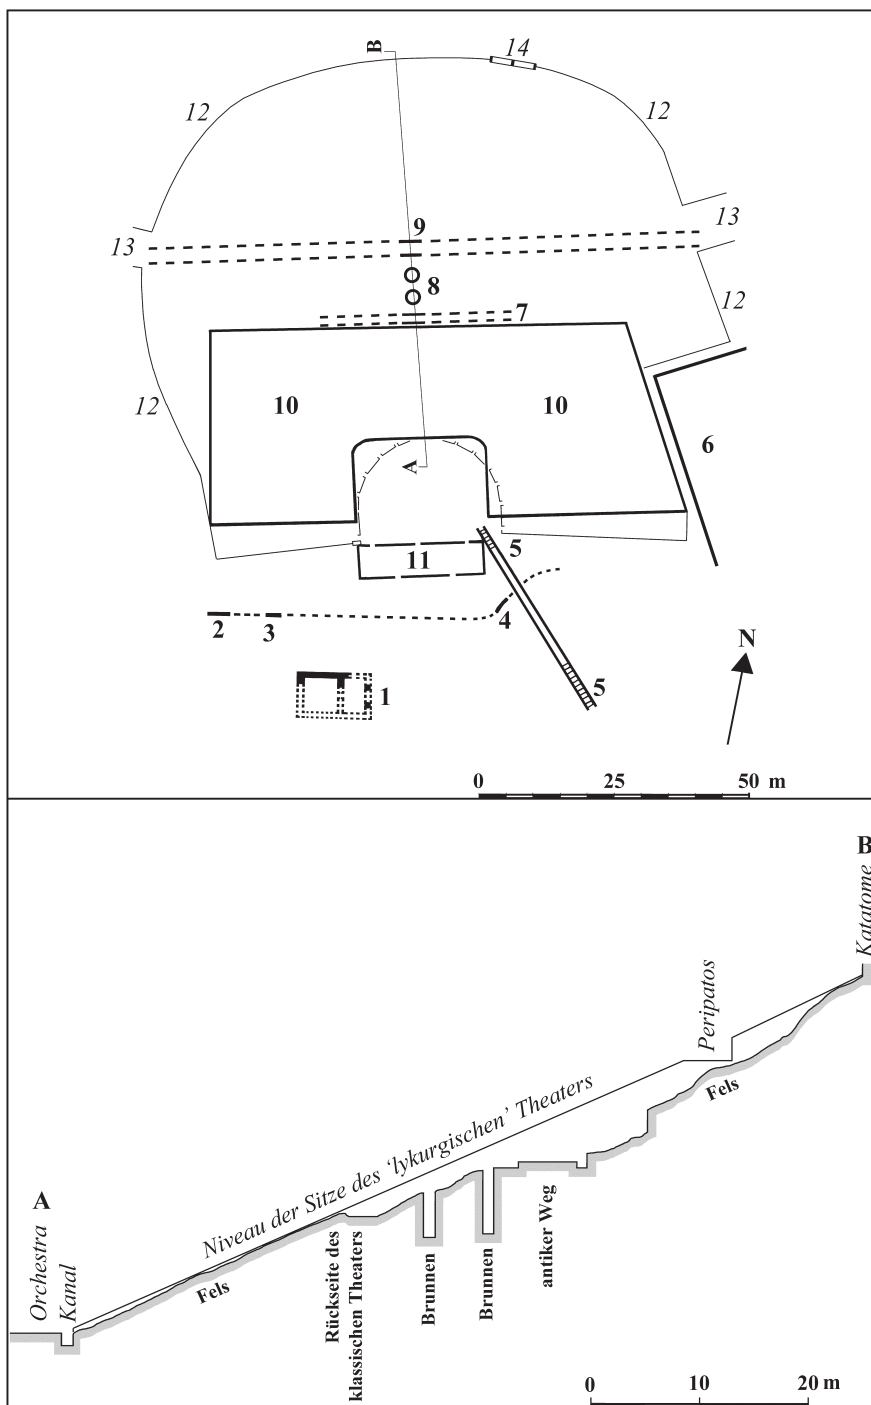 B
14
12
12
13
13
9
8
12
7
10
10
12
6
A
11
5
4
2
3
1
5
N
0 25 50 m
B
Katatome
Peripatos
Fels
Niveau der Sitze des ‘lykurgischen’ Theaters
A
Orchestra
Kanal
Fels
Rückseite des
klassischen Theaters
Brunnen
Brunnen
antiker Weg
0 10 20 m